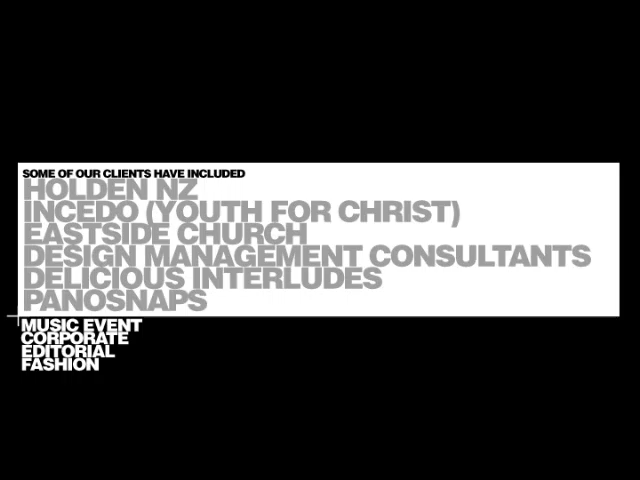 SOME OF OUR CLIENTS HAVE INCLUDED
HOLDEN NZ
INCEDO (YOUTH FOR CHRIST)
EASTSIDE CHURCH
DESIGN MANAGEMENT CONSULTANTS
DELICIOUS INTERLUDES
PANOSNAPS
MUSIC EVENT
CORPORATE
EDITORIAL
FASHION